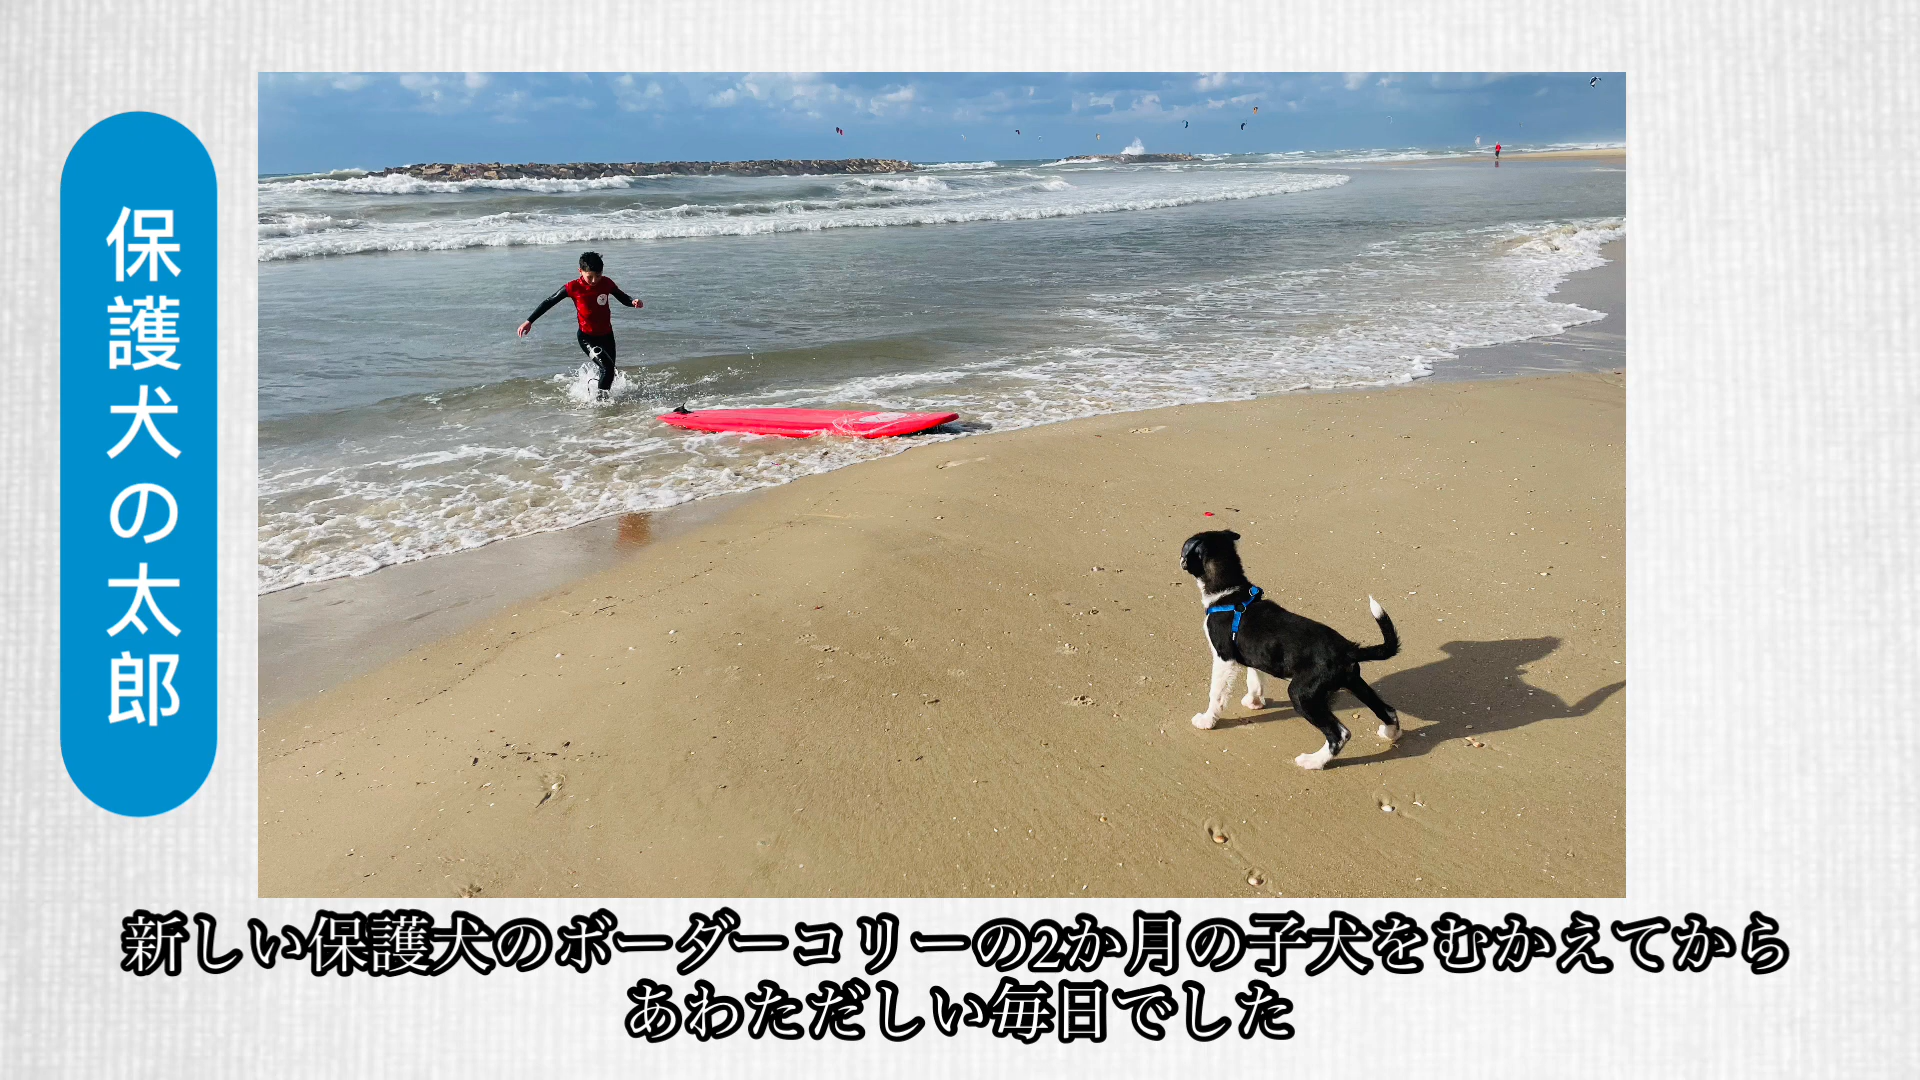 保護犬の太郎
新しい保護犬のボーダーコリーの2か月の子犬をむかえてから
あわただしい毎日でした